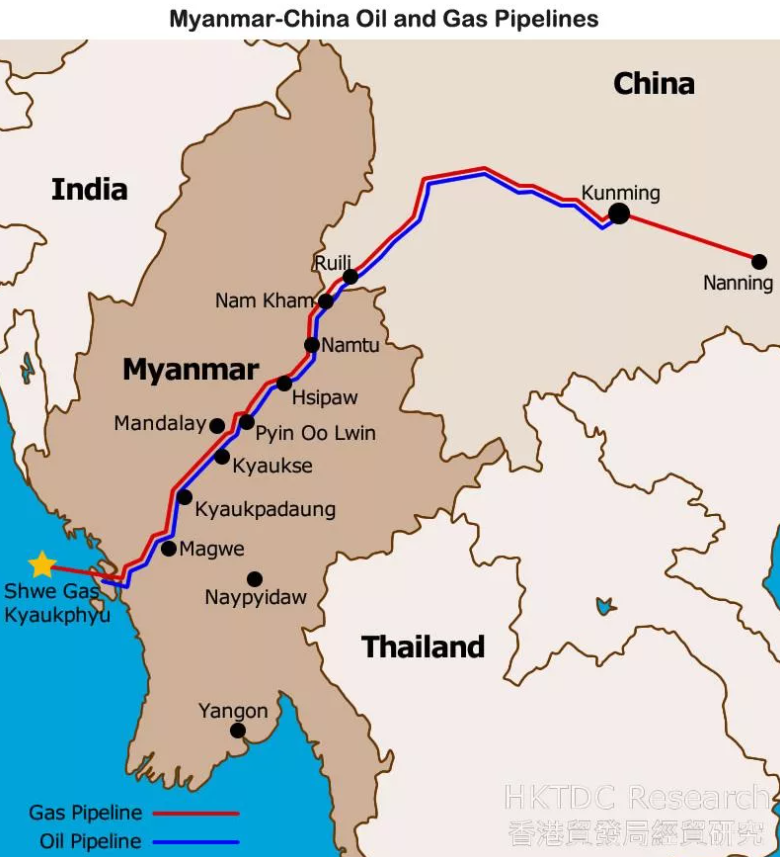 Myanmar-China Oil and Gas Pipelines
China
India
Kunming
Ruili
Nanning
Nam Kham
Namtu
Myanmar
Hsipaw
Mandalay
Pyin Oo Lwin
Kyaukse
Kyaukpadaung
Magwe
Shwe Gas
Kyaukphyu
Naypyidaw
Thailand
Yangon
Gas Pipeline
Oil Pipeline
HKTDC Research
香港貿發局經貿研究